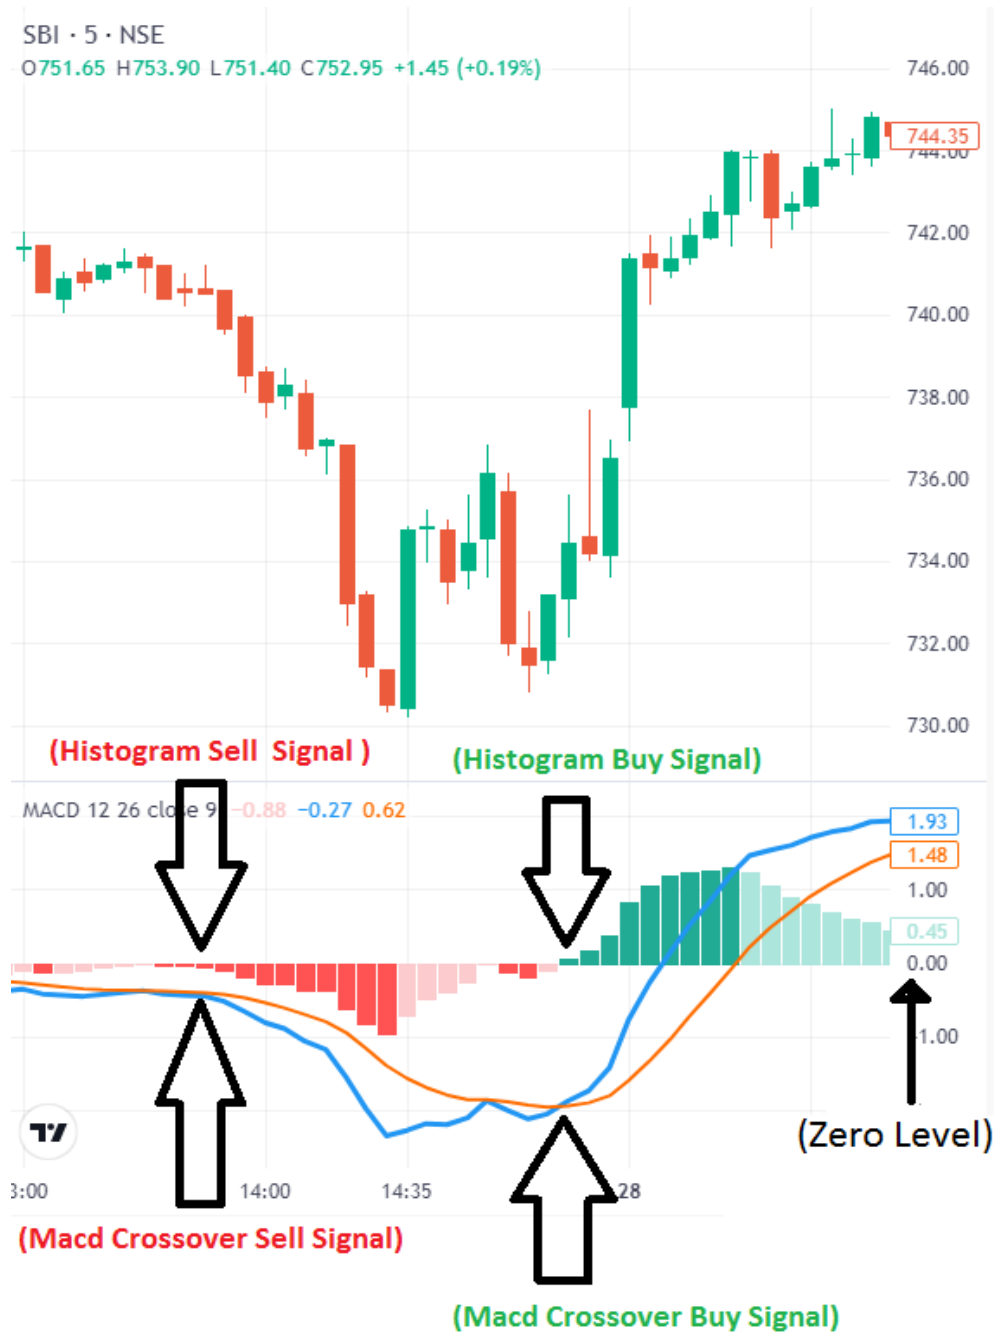 SBI · 5 · NSE
O751.65 H753.90 L751.40 C752.95 +1.45 (+0.19%)
746.00
744.35
744.00
742.00
740.00
738.00
736.00
734.00
732.00
730.00
(Histogram Sell Signal )
(Histogram Buy Signal)
MACD 12 26 close 9 −0.88 −0.27 0.62
1.93
1.48
1.00
0.45
0.00
-1.00
(Zero Level)
3:00 14:00 14:35 28
(Macd Crossover Sell Signal)
(Macd Crossover Buy Signal)